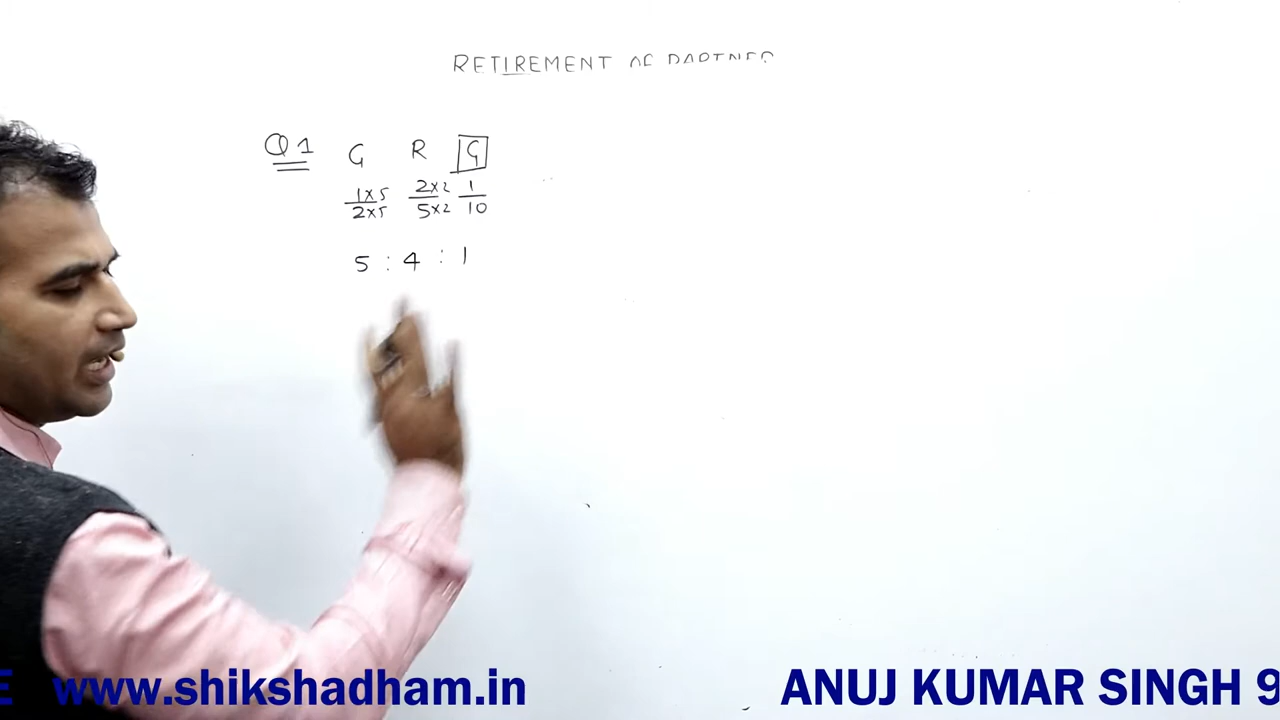 RETIREMENT OF PARTNER
Q1 G R G
1×5/2×5 2×2/5×2 1/10
5 : 4 : 1
E www.shikshadham.in ANUJ KUMAR SINGH 9